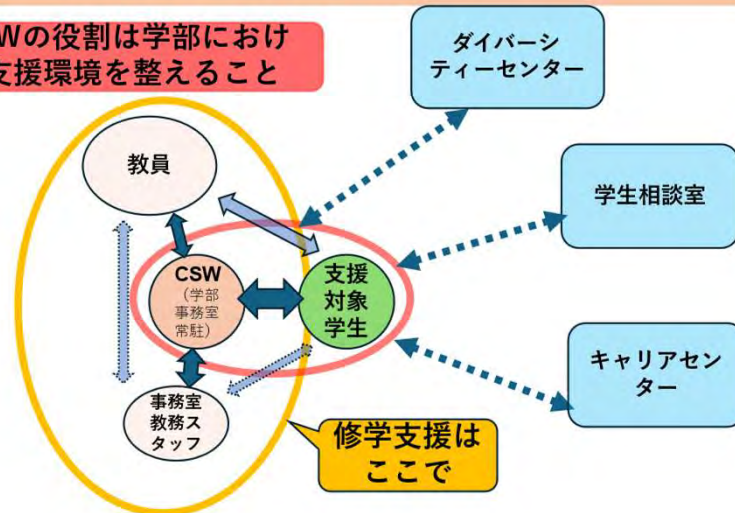 Wの役割は学部におけ
支援環境を整えること
ダイバーシ
ティーセンター
教員
学生相談室
CSW
（学部
事務室
常駐）
支援
対象
学生
キャリアセン
ター
事務室
教務ス
タッフ
修学支援は
ここで